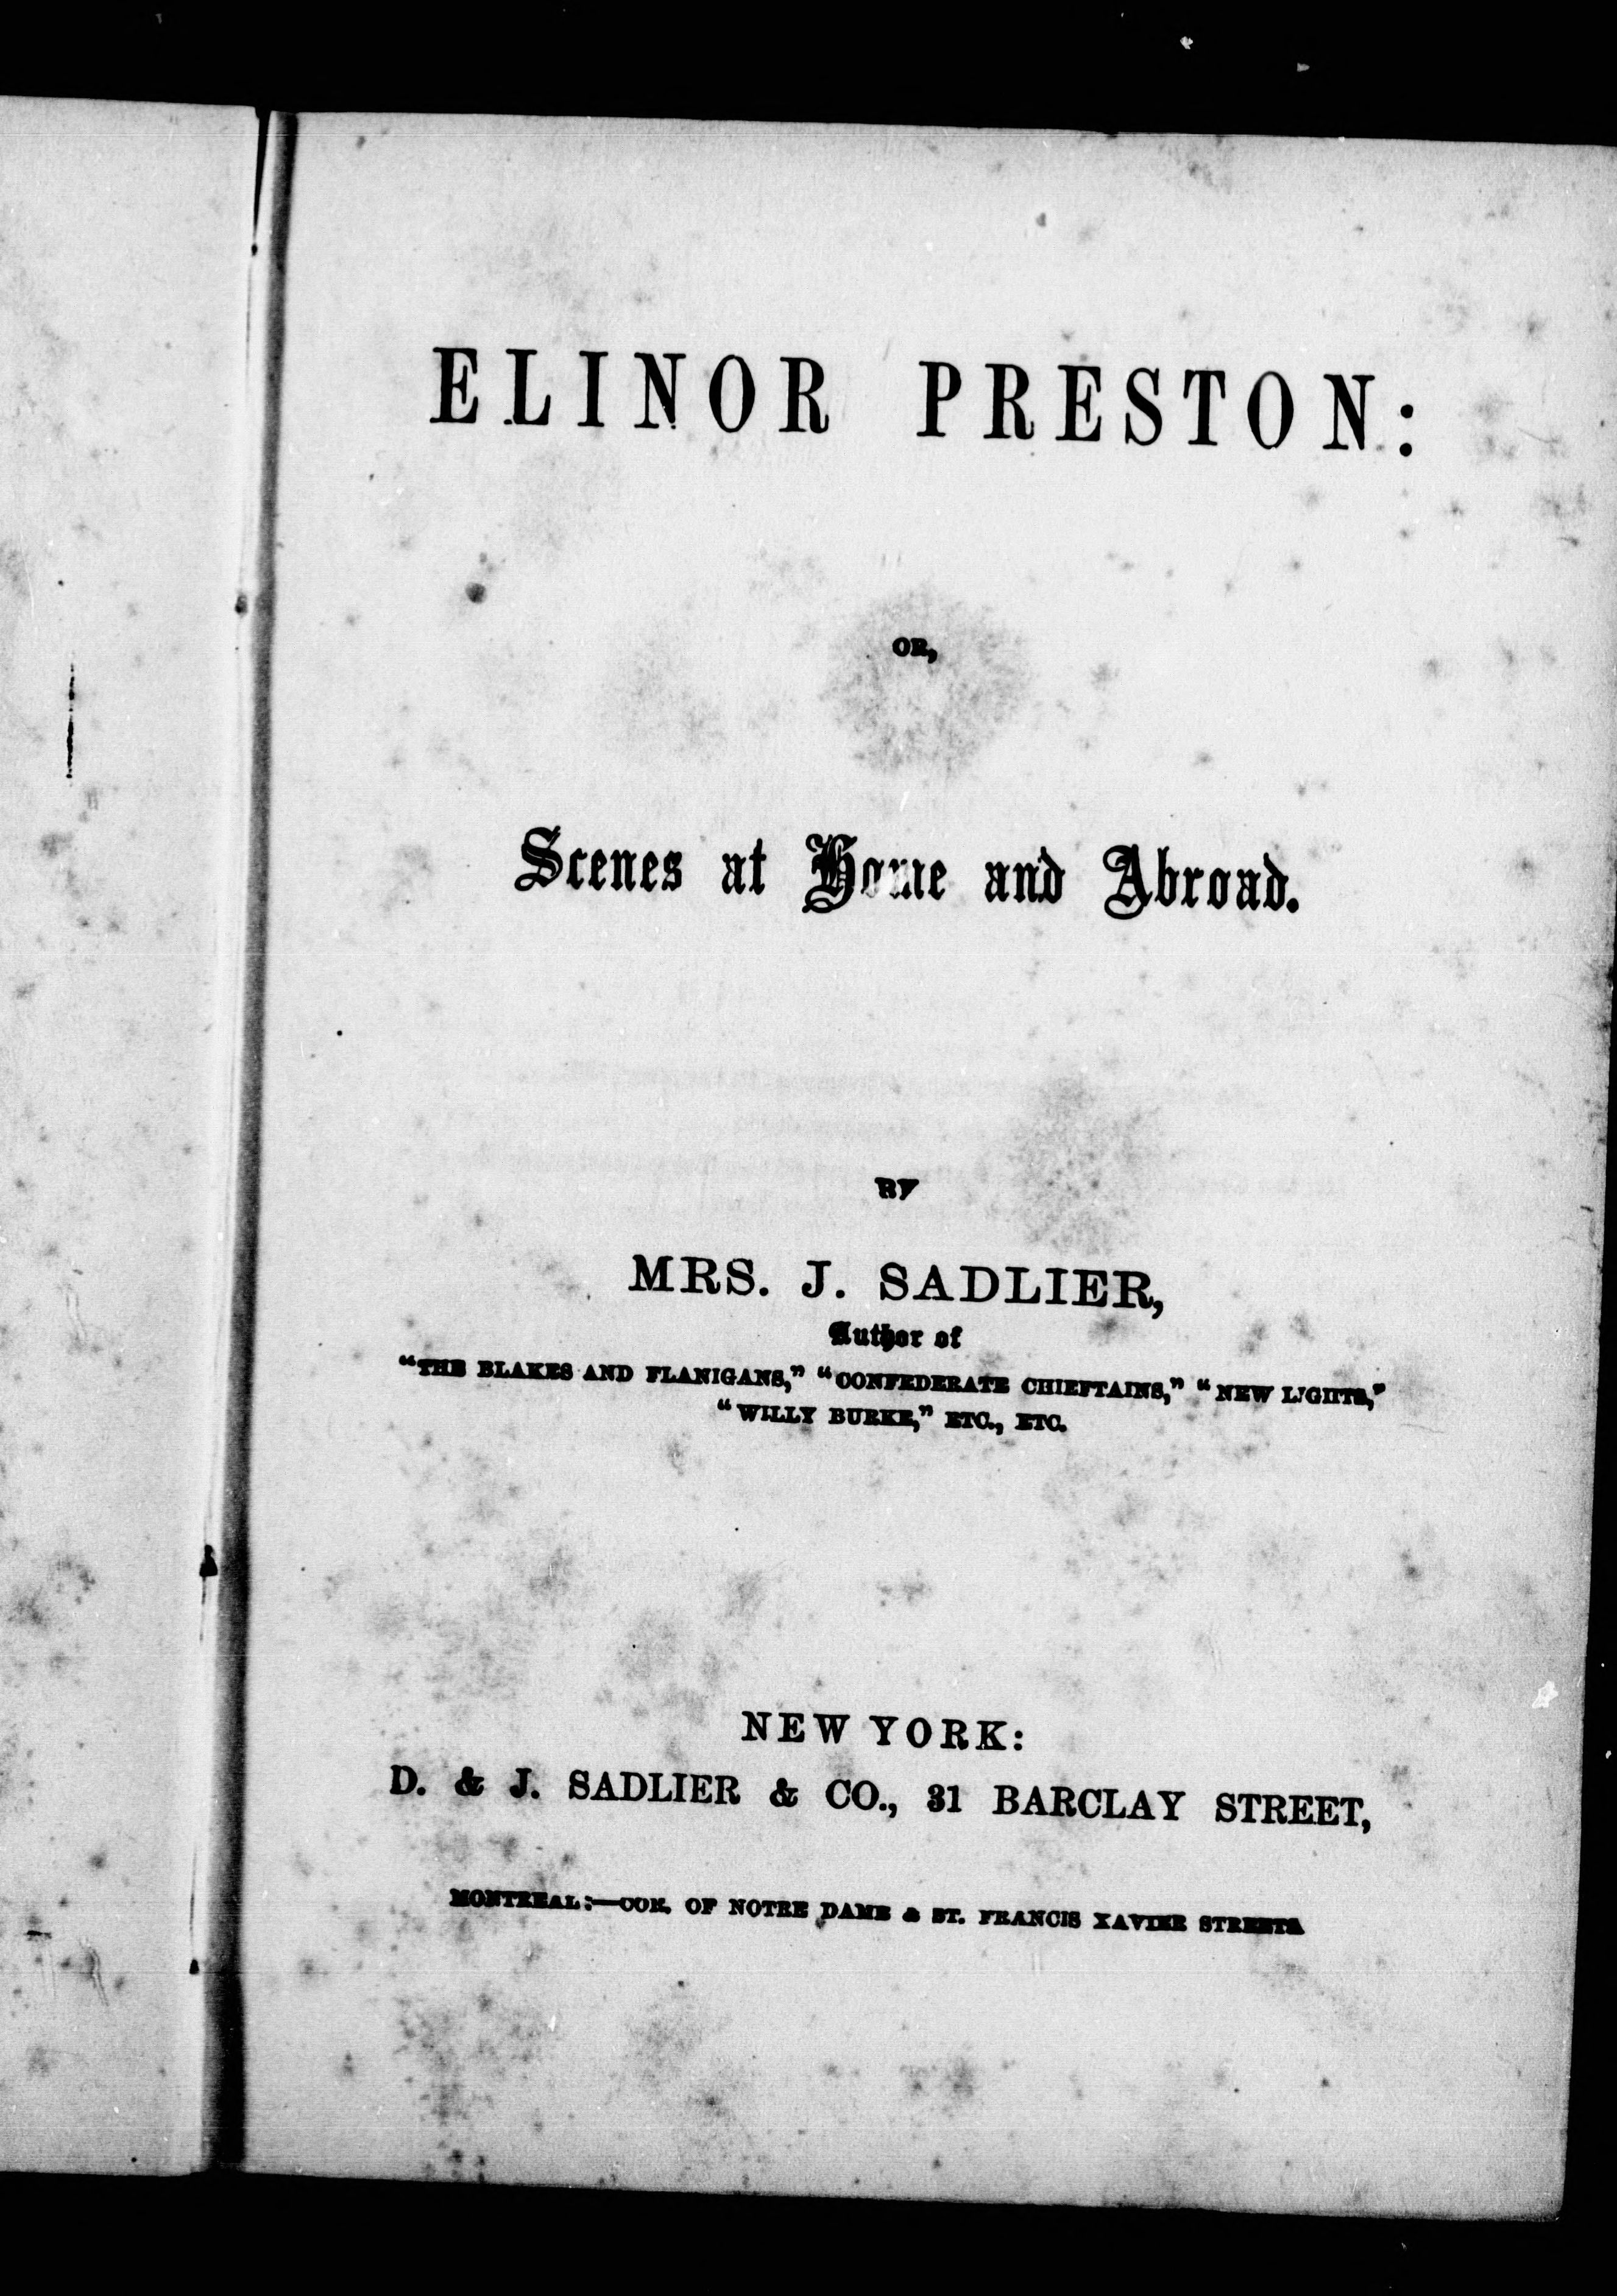 ELINOR PRESTON:
OR,
Scenes at Home and Abroad.
BY
MRS. J. SADLIER,
Author of
"THE BLAKES AND FLANIGANS," "CONFEDERATE CHIEFTAINS," "NEW LIGHTS,"
"WILLY BURKE," ETC., ETC.
NEW YORK:
D. & J. SADLIER & CO., 31 BARCLAY STREET,
MONTREAL:—COR. OF NOTRE DAME & ST. FRANCIS XAVIER STREETS